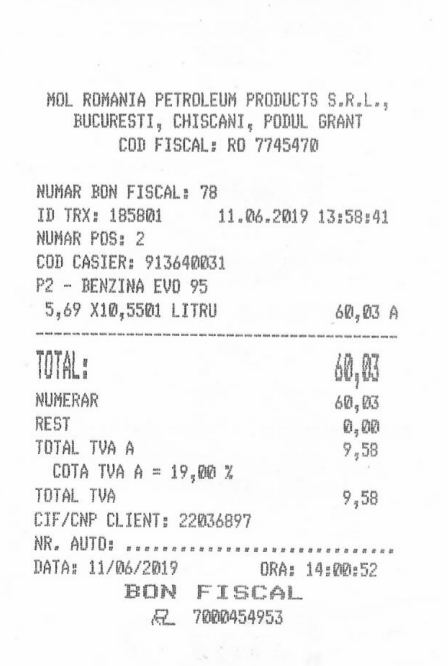 MOL ROMANIA PETROLEUM PRODUCTS S.R.L.,
BUCURESTI, CHISCANI, PODUL GRANT
COD FISCAL: RO 7745470
NUMAR BON FISCAL: 78
ID TRX: 185801 11.06.2019 13:58:41
NUMAR POS: 2
COD CASIER: 913640031
P2 - BENZINA EVO 95
5,69 X10,5501 LITRU 60,03 A
TOTAL: 60,03
NUMERAR 60,03
REST 0,00
TOTAL TVA A 9,58
COTA TVA A = 19,00 %
TOTAL TVA 9,58
CIF/CNP CLIENT: 22036897
NR. AUTO: ..............................
DATA: 11/06/2019 ORA: 14:00:52
BON FISCAL
7000454953